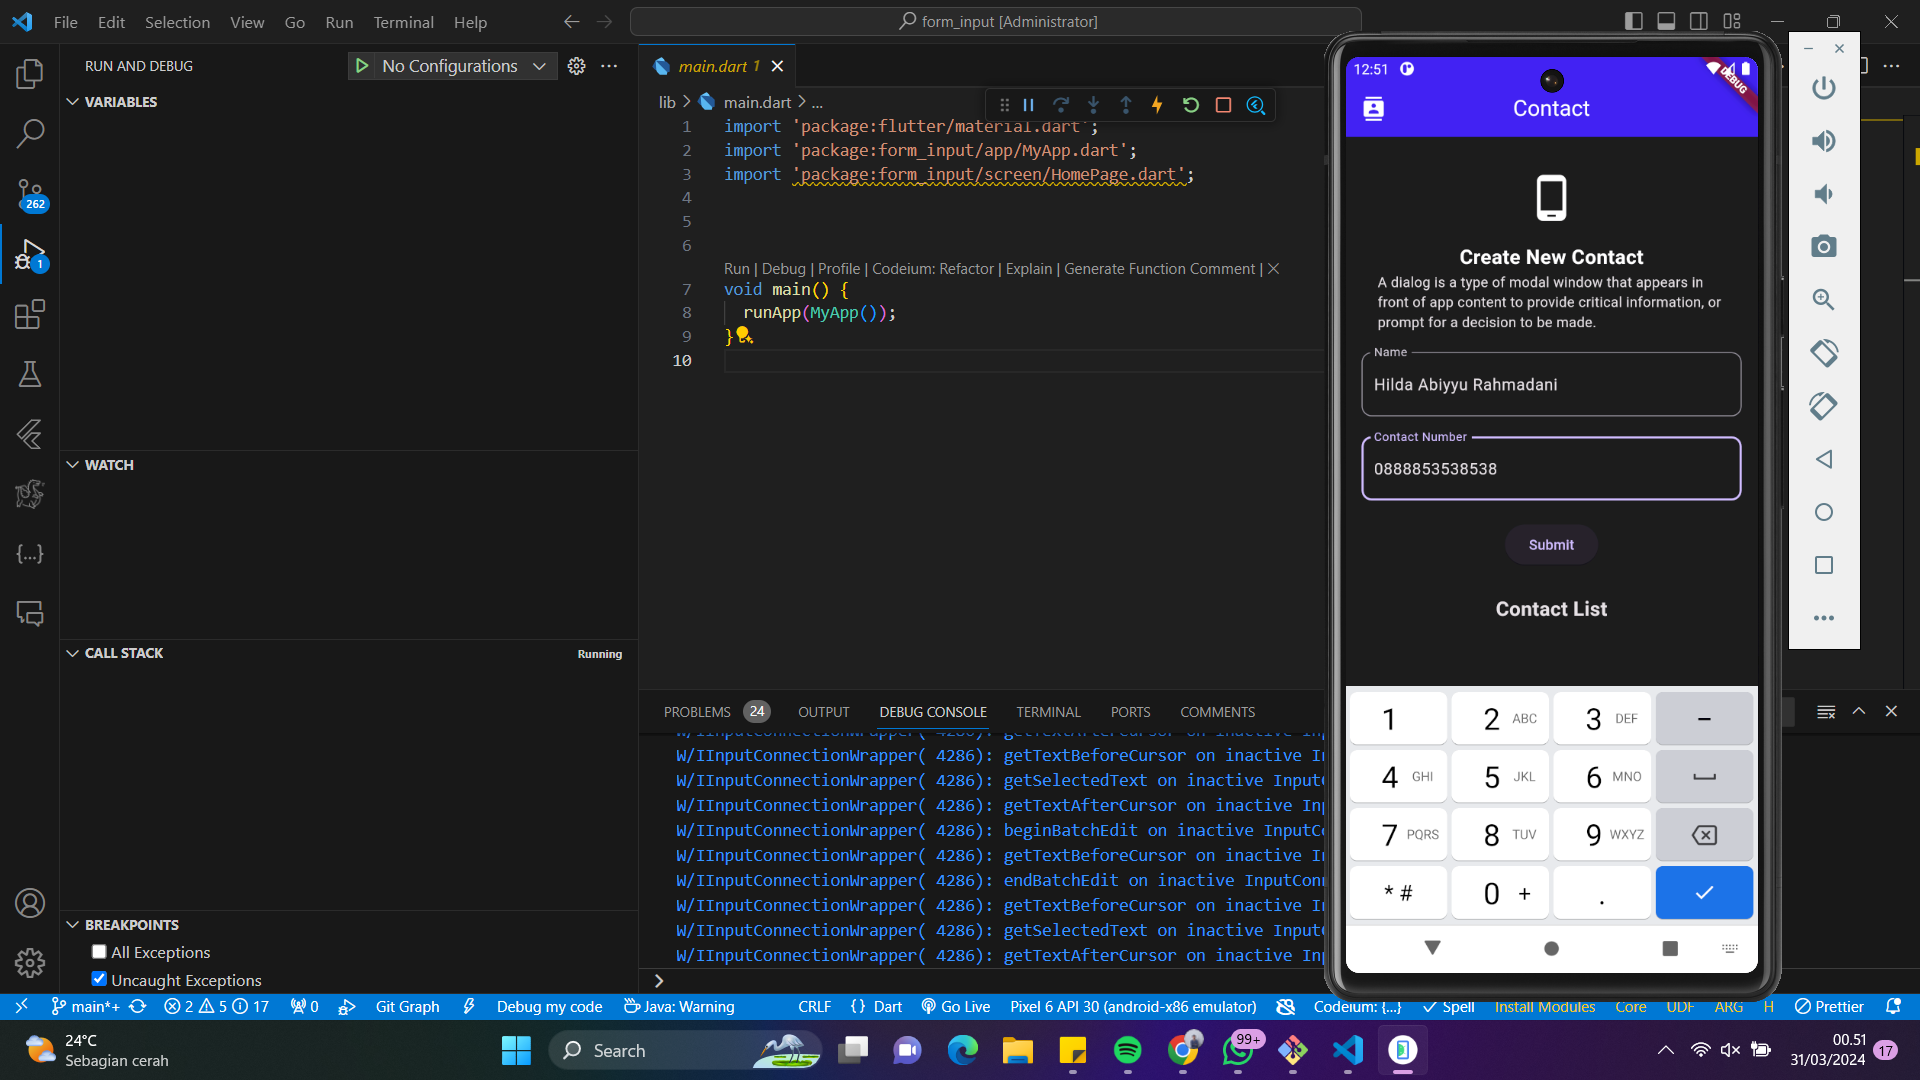 File Edit Selection View Go Run Terminal Help
form_input [Administrator]
RUN AND DEBUG
No Configurations
VARIABLES
262
1
WATCH
CALL STACK
Running
BREAKPOINTS
All Exceptions
Uncaught Exceptions
main.dart 1
lib > main.dart > ...
1 import 'package:flutter/material.dart';
2 import 'package:form_input/app/MyApp.dart';
3 import 'package:form_input/screen/HomePage.dart';
4
5
6
Run | Debug | Profile | Codeium: Refactor | Explain | Generate Function Comment | X
7 void main() {
8 runApp(MyApp());
9 }
10
PROBLEMS 24 OUTPUT DEBUG CONSOLE TERMINAL PORTS COMMENTS
W/IInputConnectionWrapper( 4286): getTextAfterCursor on inactive In
W/IInputConnectionWrapper( 4286): getTextBeforeCursor on inactive I
W/IInputConnectionWrapper( 4286): getSelectedText on inactive Input
W/IInputConnectionWrapper( 4286): getTextAfterCursor on inactive Inp
W/IInputConnectionWrapper( 4286): beginBatchEdit on inactive InputCo
W/IInputConnectionWrapper( 4286): getTextBeforeCursor on inactive I
W/IInputConnectionWrapper( 4286): endBatchEdit on inactive InputConn
W/IInputConnectionWrapper( 4286): getTextBeforeCursor on inactive I
W/IInputConnectionWrapper( 4286): getSelectedText on inactive Input
W/IInputConnectionWrapper( 4286): getTextAfterCursor on inactive Inp
12:51
DEBUG
Contact
Create New Contact
A dialog is a type of modal window that appears in
front of app content to provide critical information, or
prompt for a decision to be made.
Name
Hilda Abiyyu Rahmadani
Contact Number
0888853538538
Submit
Contact List
1 2 ABC 3 DEF -
4 GHI 5 JKL 6 MNO
7 PQRS 8 TUV 9 WXYZ
* # 0 + .
main*+ 2 5 17 0 Git Graph Debug my code Java: Warning CRLF {} Dart Go Live Pixel 6 API 30 (android-x86 emulator) Codeium: {...} Spell Install Modules Core UDF ARG H Prettier
24°C
Sebagian cerah
Search
99+
00.51
31/03/2024
17